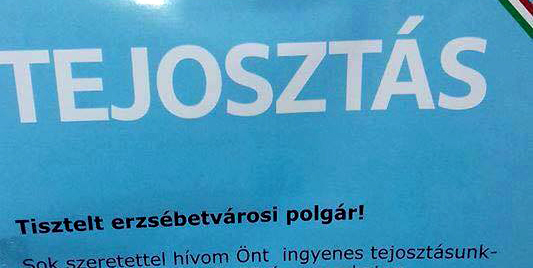 TEJOSZTÁS
Tisztelt erzsébetvárosi polgár!
Sok szeretettel hívom Önt ingyenes tejosztásunk-